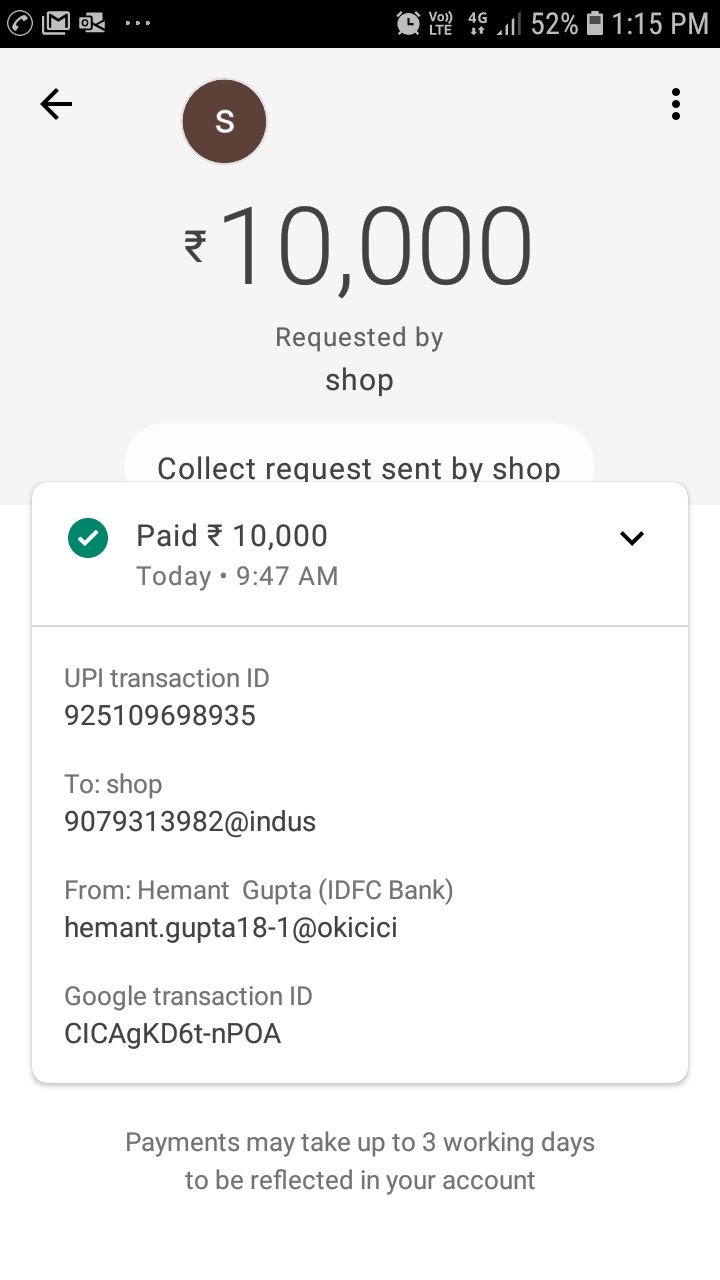 Vo) LTE 4G 52% 1:15 PM
S
₹10,000
Requested by
shop
Collect request sent by shop
Paid ₹ 10,000
Today • 9:47 AM
UPI transaction ID
925109698935
To: shop
9079313982@indus
From: Hemant  Gupta (IDFC Bank)
hemant.gupta18-1@okicici
Google transaction ID
CICAgKD6t-nPOA
Payments may take up to 3 working days
to be reflected in your account